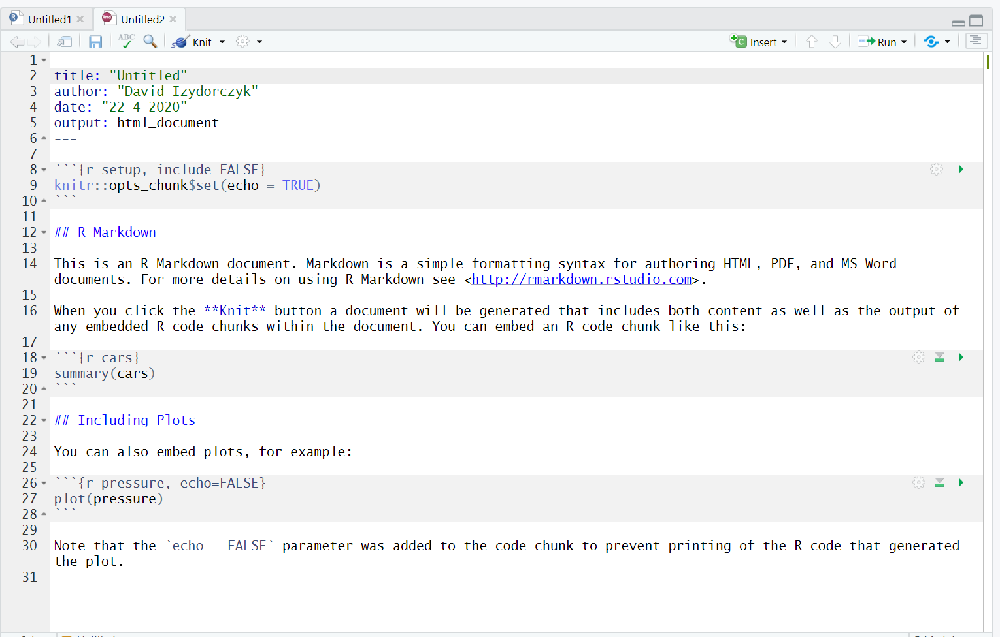 Untitled1
Untitled2
ABC
Knit
Insert
Run
1 ---
2 title: "Untitled"
3 author: "David Izydorczyk"
4 date: "22 4 2020"
5 output: html_document
6 ---
7
8 ```{r setup, include=FALSE}
9 knitr::opts_chunk$set(echo = TRUE)
10 ```
11
12 ## R Markdown
13
14 This is an R Markdown document. Markdown is a simple formatting syntax for authoring HTML, PDF, and MS Word
documents. For more details on using R Markdown see <http://rmarkdown.rstudio.com>.
15
16 When you click the **Knit** button a document will be generated that includes both content as well as the output of
any embedded R code chunks within the document. You can embed an R code chunk like this:
17
18 ```{r cars}
19 summary(cars)
20 ```
21
22 ## Including Plots
23
24 You can also embed plots, for example:
25
26 ```{r pressure, echo=FALSE}
27 plot(pressure)
28 ```
29
30 Note that the `echo = FALSE` parameter was added to the code chunk to prevent printing of the R code that generated
the plot.
31